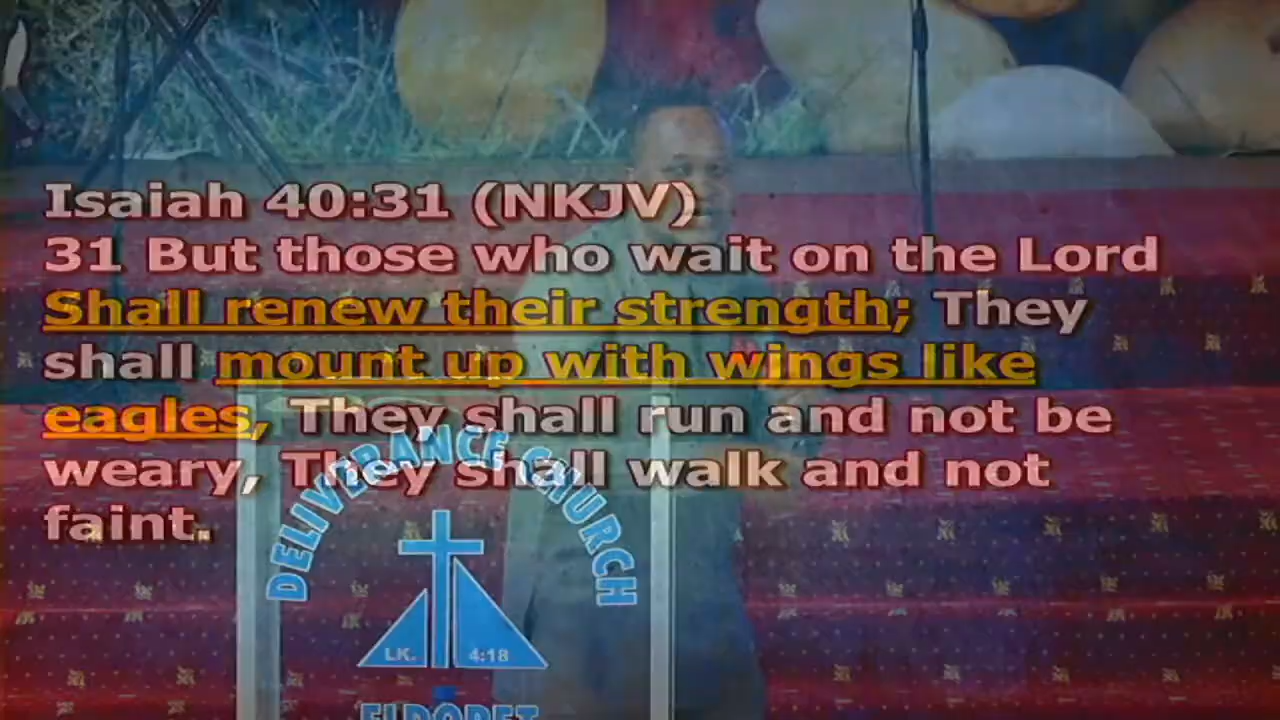 Isaiah 40:31 (NKJV)
31 But those who wait on the Lord
Shall renew their strength; They
shall mount up with wings like
eagles, They shall run and not be
weary, They shall walk and not
faint.
DELIVERANCE CHURCH
LK. 4:18
ELDORET